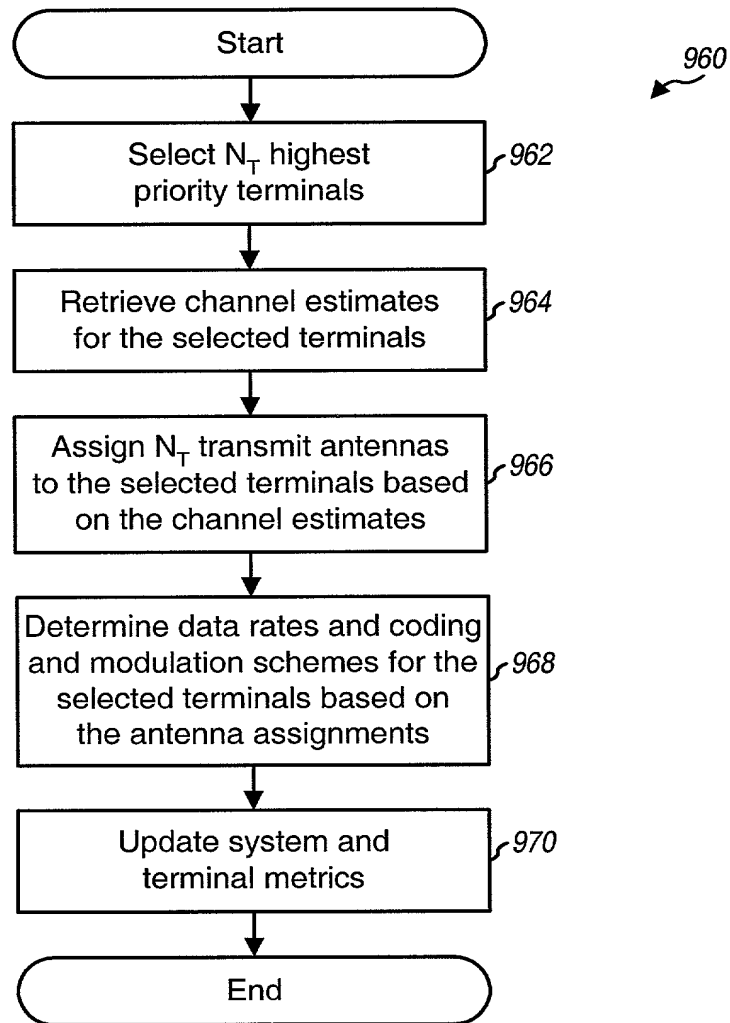 Start
960
Select N_T highest
priority terminals
962
Retrieve channel estimates
for the selected terminals
964
Assign N_T transmit antennas
to the selected terminals based
on the channel estimates
966
Determine data rates and coding
and modulation schemes for the
selected terminals based on
the antenna assignments
968
Update system and
terminal metrics
970
End